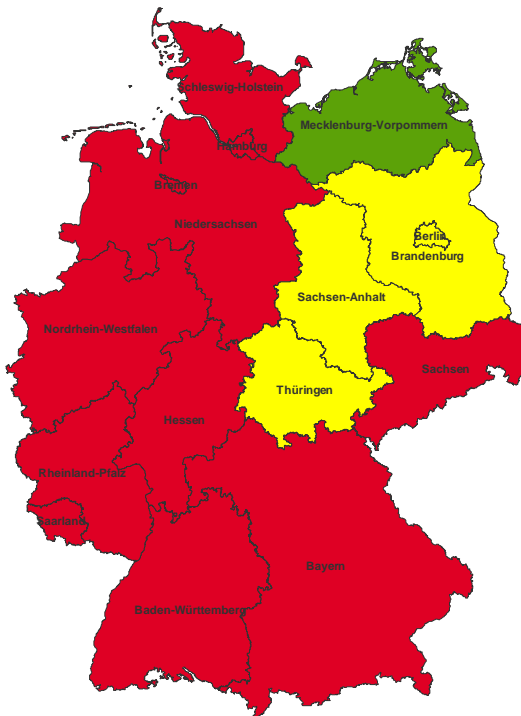 Schleswig-Holstein
Mecklenburg-Vorpommern
Hamburg
Bremen
Niedersachsen
Berlin
Brandenburg
Sachsen-Anhalt
Nordrhein-Westfalen
Sachsen
Thüringen
Hessen
Rheinland-Pfalz
Saarland
Bayern
Baden-Württemberg